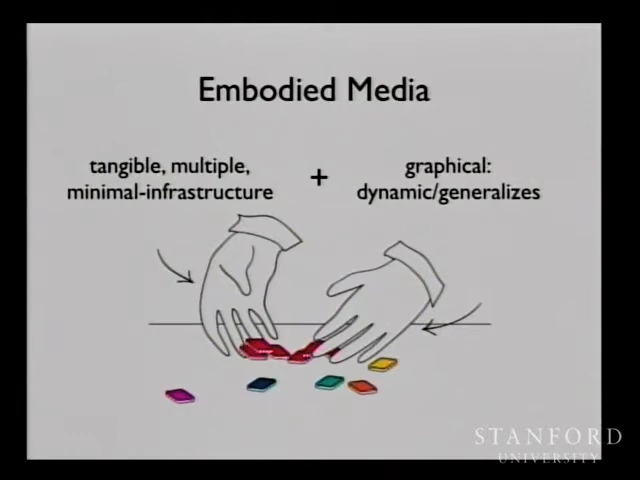 Embodied Media
tangible, multiple,
minimal-infrastructure
+
graphical:
dynamic/generalizes
STANFORD
UNIVERSITY